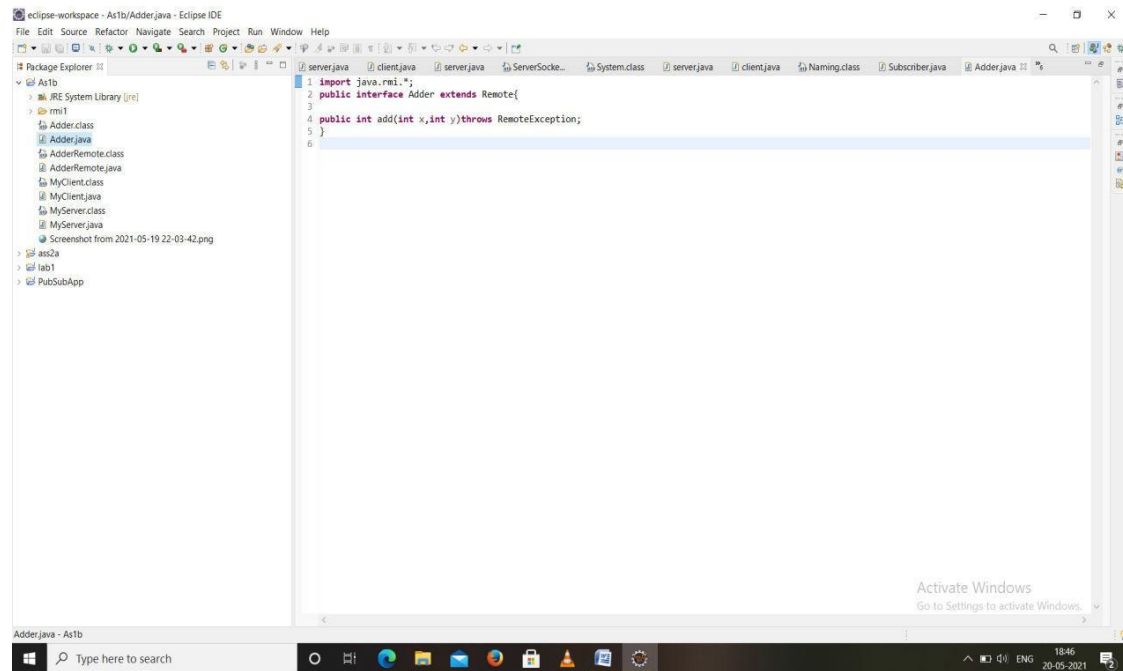 eclipse-workspace - As1b/Adder.java - Eclipse IDE
File Edit Source Refactor Navigate Search Project Run Window Help
Package Explorer
server.java client.java server.java ServerSocke... System.class server.java client.java Naming.class Subscriber.java Adder.java
As1b
JRE System Library [jre]
rmi1
Adder.class
Adder.java
AdderRemote.class
AdderRemote.java
MyClient.class
MyClient.java
MyServer.class
MyServer.java
Screenshot from 2021-05-19 22-03-42.png
ass2a
lab1
PubSubApp
1 import java.rmi.*;
2 public interface Adder extends Remote{
3
4 public int add(int x,int y)throws RemoteException;
5 }
6
Activate Windows
Go to Settings to activate Windows.
Adder.java - As1b
Type here to search
ENG
18:46
20-05-2021
2